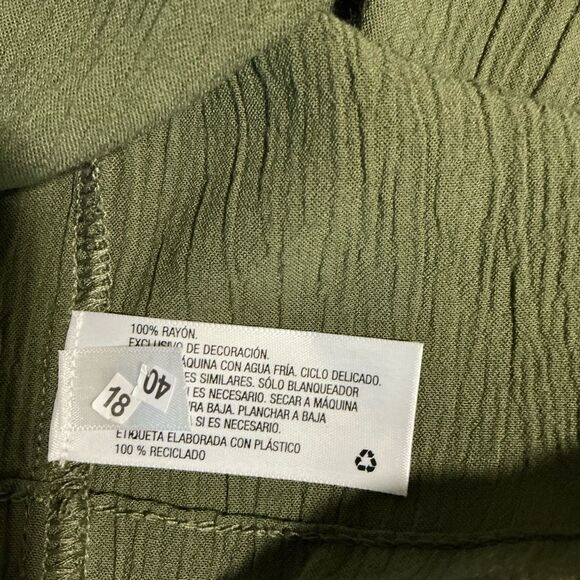 100% RAYÓN.
EXCLUSIVO DE DECORACIÓN.
MÁQUINA CON AGUA FRÍA. CICLO DELICADO.
ES SIMILARES. SÓLO BLANQUEADOR
SI ES NECESARIO. SECAR A MÁQUINA
BAJA. PLANCHAR A BAJA
SI ES NECESARIO.
ETIQUETA ELABORADA CON PLÁSTICO
100 % RECICLADO
18
40